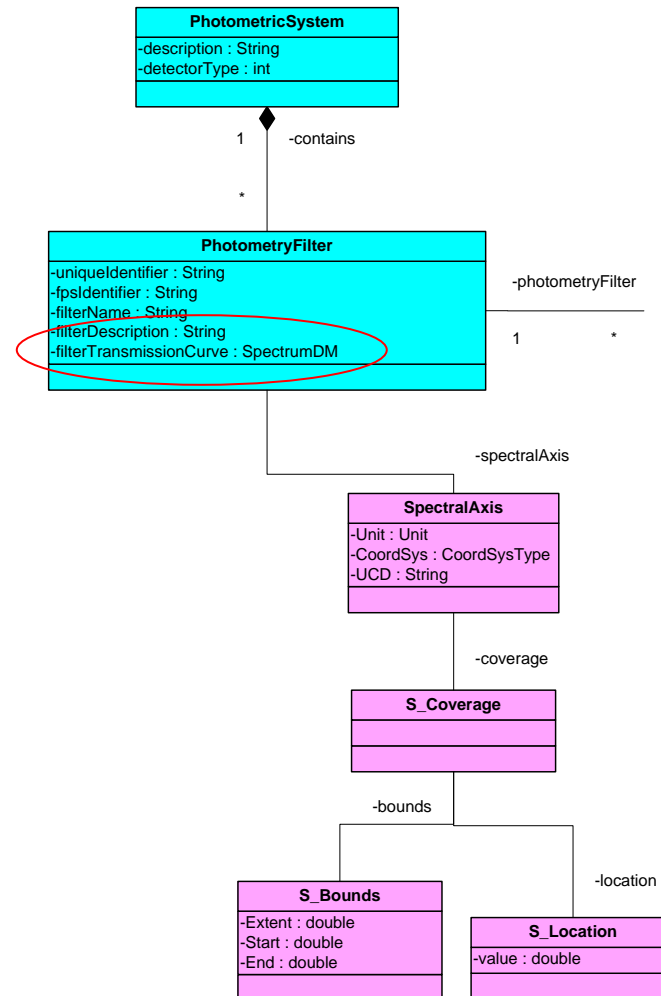 PhotometricSystem
-description : String
-detectorType : int
1
-contains
*
PhotometryFilter
-uniqueIdentifier : String
-fpsIdentifier : String
-filterName : String
-filterDescription : String
-filterTransmissionCurve : SpectrumDM
-photometryFilter
1
*
-spectralAxis
SpectralAxis
-Unit : Unit
-CoordSys : CoordSysType
-UCD : String
-coverage
S_Coverage
-bounds
-location
S_Bounds
-Extent : double
-Start : double
-End : double
S_Location
-value : double